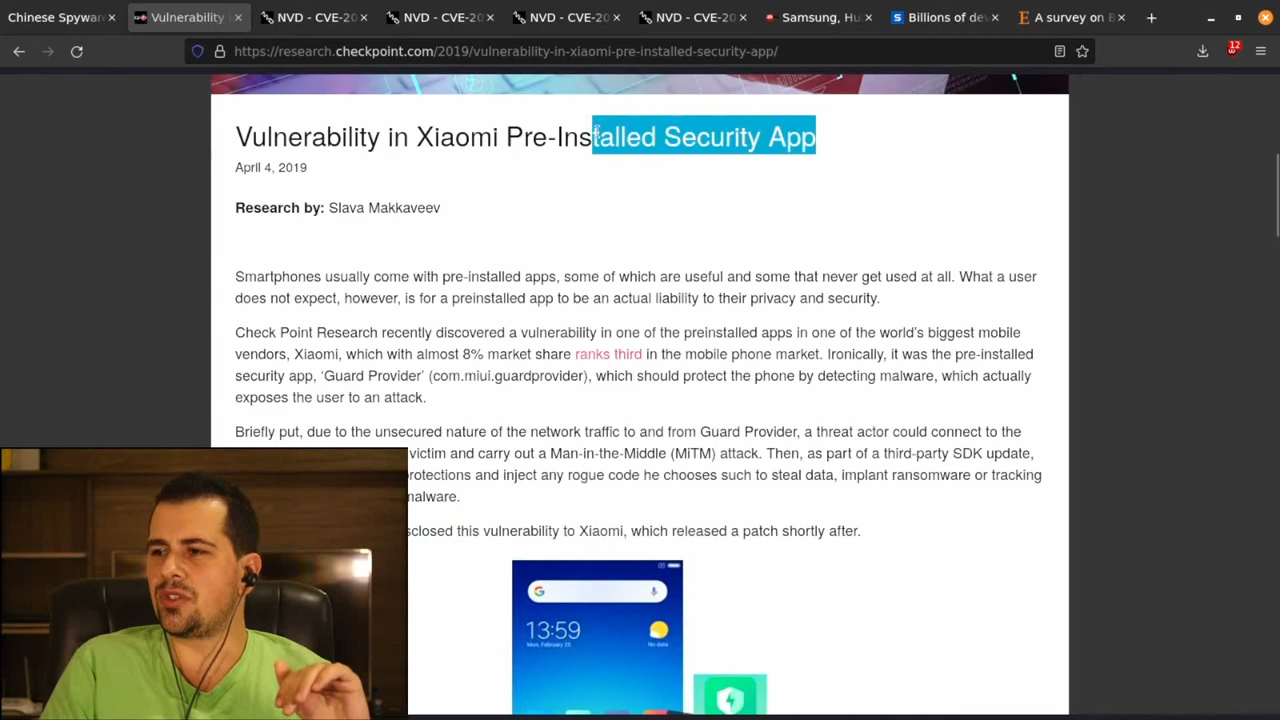 Chinese Spyware
Vulnerability
NVD - CVE-20
NVD - CVE-20
NVD - CVE-20
NVD - CVE-20
Samsung, Hu
Billions of dev
A survey on B
https://research.checkpoint.com/2019/vulnerability-in-xiaomi-pre-installed-security-app/
12
Vulnerability in Xiaomi Pre-Installed Security App
April 4, 2019
Research by: Slava Makkaveev
Smartphones usually come with pre-installed apps, some of which are useful and some that never get used at all. What a user
does not expect, however, is for a preinstalled app to be an actual liability to their privacy and security.
Check Point Research recently discovered a vulnerability in one of the preinstalled apps in one of the world's biggest mobile
vendors, Xiaomi, which with almost 8% market share ranks third in the mobile phone market. Ironically, it was the pre-installed
security app, ‘Guard Provider’ (com.miui.guardprovider), which should protect the phone by detecting malware, which actually
exposes the user to an attack.
Briefly put, due to the unsecured nature of the network traffic to and from Guard Provider, a threat actor could connect to the
victim and carry out a Man-in-the-Middle (MiTM) attack. Then, as part of a third-party SDK update,
protections and inject any rogue code he chooses such to steal data, implant ransomware or tracking
malware.
sclosed this vulnerability to Xiaomi, which released a patch shortly after.
13:59